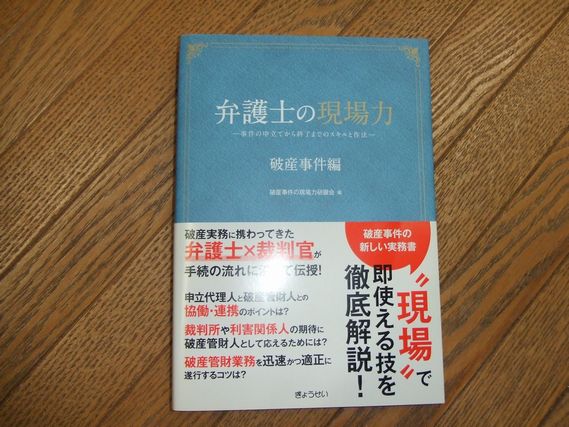 弁護士の現場力
―事件の申立てから終了までのスキルと作法―
破産事件編
破産事件の現場力研鑽会 編
破産事件の
新しい実務書
破産実務に携わってきた
弁護士×裁判官が
手続の流れに沿って伝授!
申立代理人と破産管財人との
協働・連携のポイントは?
裁判所や利害関係人の期待に
破産管財人として応えるためには?
破産管財業務を迅速かつ適正に
遂行するコツは?
〝現場〟で
即使える技を
徹底解説!
ぎょうせい